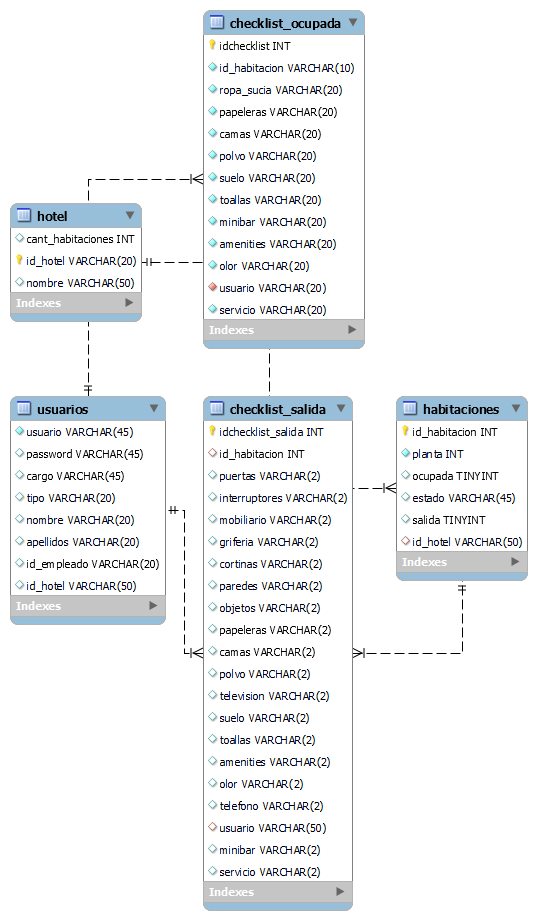 checklist_ocupada
idchecklist INT
id_habitacion VARCHAR(10)
ropa_sucia VARCHAR(20)
papeleras VARCHAR(20)
camas VARCHAR(20)
polvo VARCHAR(20)
suelo VARCHAR(20)
toallas VARCHAR(20)
minibar VARCHAR(20)
amenities VARCHAR(20)
olor VARCHAR(20)
usuario VARCHAR(20)
servicio VARCHAR(20)
Indexes
hotel
cant_habitaciones INT
id_hotel VARCHAR(20)
nombre VARCHAR(50)
Indexes
usuarios
usuario VARCHAR(45)
password VARCHAR(45)
cargo VARCHAR(45)
tipo VARCHAR(20)
nombre VARCHAR(20)
apellidos VARCHAR(20)
id_empleado VARCHAR(20)
id_hotel VARCHAR(50)
Indexes
checklist_salida
idchecklist_salida INT
id_habitacion INT
puertas VARCHAR(2)
interruptores VARCHAR(2)
mobiliario VARCHAR(2)
griferia VARCHAR(2)
cortinas VARCHAR(2)
paredes VARCHAR(2)
objetos VARCHAR(2)
papeleras VARCHAR(2)
camas VARCHAR(2)
polvo VARCHAR(2)
television VARCHAR(2)
suelo VARCHAR(2)
toallas VARCHAR(2)
amenities VARCHAR(2)
olor VARCHAR(2)
telefono VARCHAR(2)
usuario VARCHAR(50)
minibar VARCHAR(2)
servicio VARCHAR(2)
Indexes
habitaciones
id_habitacion INT
planta INT
ocupada TINYINT
estado VARCHAR(45)
salida TINYINT
id_hotel VARCHAR(50)
Indexes